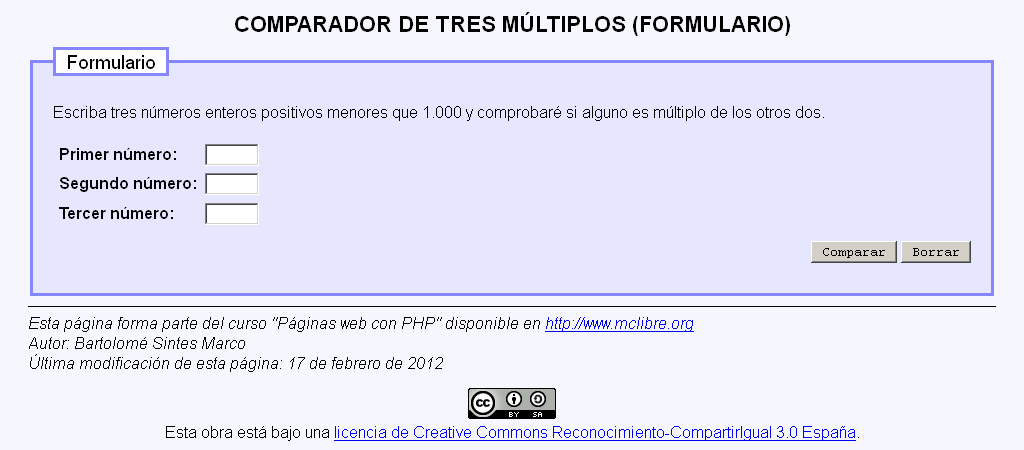 COMPARADOR DE TRES MÚLTIPLOS (FORMULARIO)
Formulario
Escriba tres números enteros positivos menores que 1.000 y comprobaré si alguno es múltiplo de los otros dos.
Primer número:
Segundo número:
Tercer número:
Comparar Borrar
Esta página forma parte del curso "Páginas web con PHP" disponible en http://www.mclibre.org
Autor: Bartolomé Sintes Marco
Última modificación de esta página: 17 de febrero de 2012
cc BY SA
Esta obra está bajo una licencia de Creative Commons Reconocimiento-CompartirIgual 3.0 España.